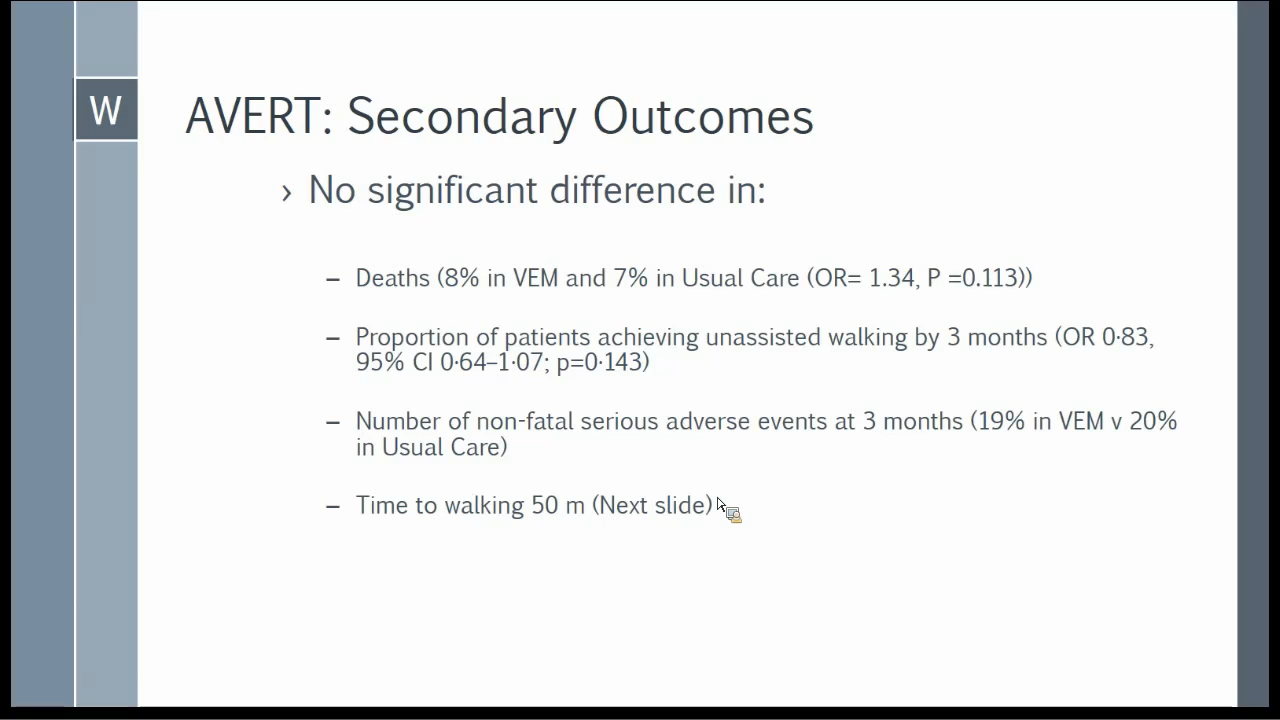 W
AVERT: Secondary Outcomes
› No significant difference in:
– Deaths (8% in VEM and 7% in Usual Care (OR= 1.34, P =0.113))
– Proportion of patients achieving unassisted walking by 3 months (OR 0·83,
95% CI 0·64–1·07; p=0·143)
– Number of non-fatal serious adverse events at 3 months (19% in VEM v 20%
in Usual Care)
– Time to walking 50 m (Next slide)